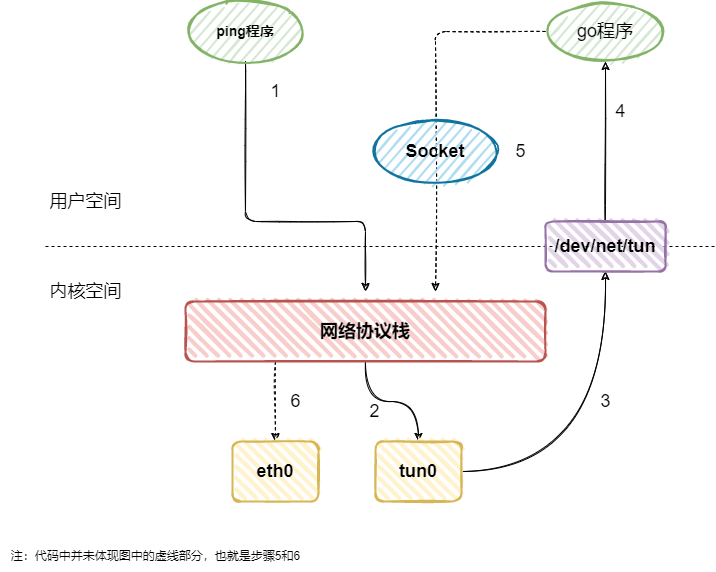 ping程序
go程序
1
4
Socket
5
用户空间
/dev/net/tun
内核空间
网络协议栈
6
2
3
eth0
tun0
注：代码中并未体现图中的虚线部分，也就是步骤5和6